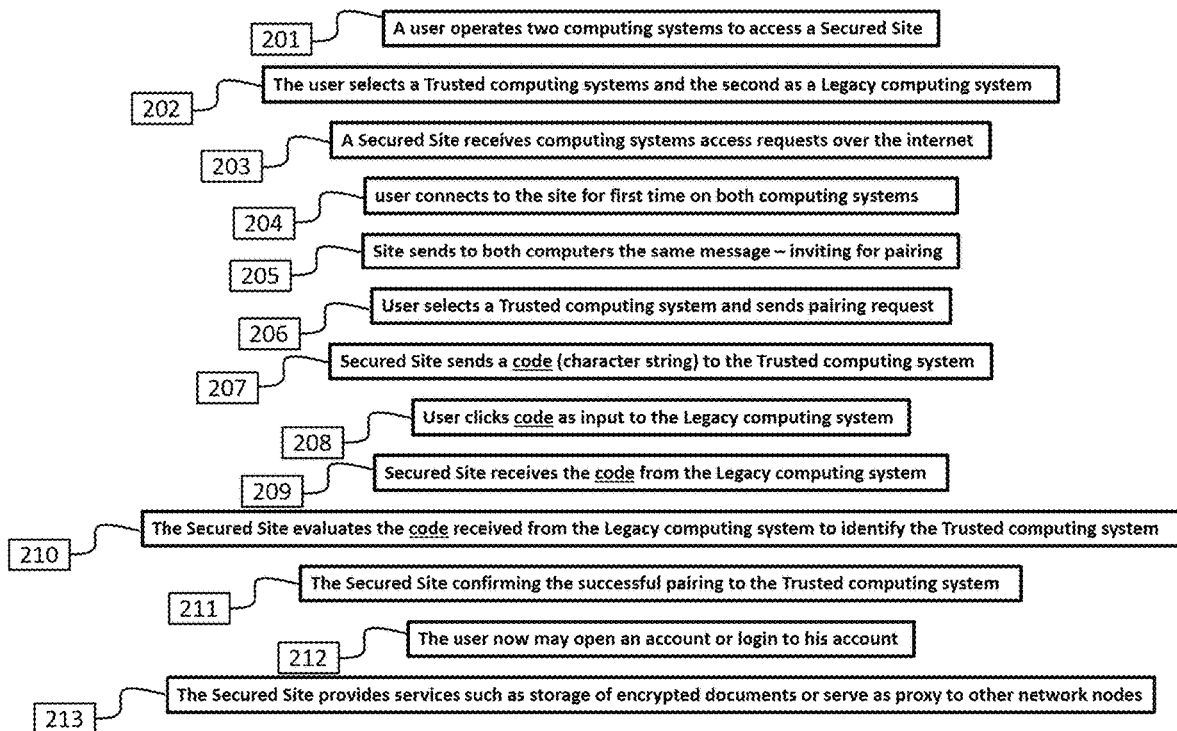 A user operates two computing systems to access a Secured Site
201
The user selects a Trusted computing systems and the second as a Legacy computing system
202
A Secured Site receives computing systems access requests over the internet
203
user connects to the site for first time on both computing systems
204
Site sends to both computers the same message – inviting for pairing
205
User selects a Trusted computing system and sends pairing request
206
Secured Site sends a code (character string) to the Trusted computing system
207
User clicks code as input to the Legacy computing system
208
Secured Site receives the code from the Legacy computing system
209
The Secured Site evaluates the code received from the Legacy computing system to identify the Trusted computing system
210
The Secured Site confirming the successful pairing to the Trusted computing system
211
The user now may open an account or login to his account
212
The Secured Site provides services such as storage of encrypted documents or serve as proxy to other network nodes
213